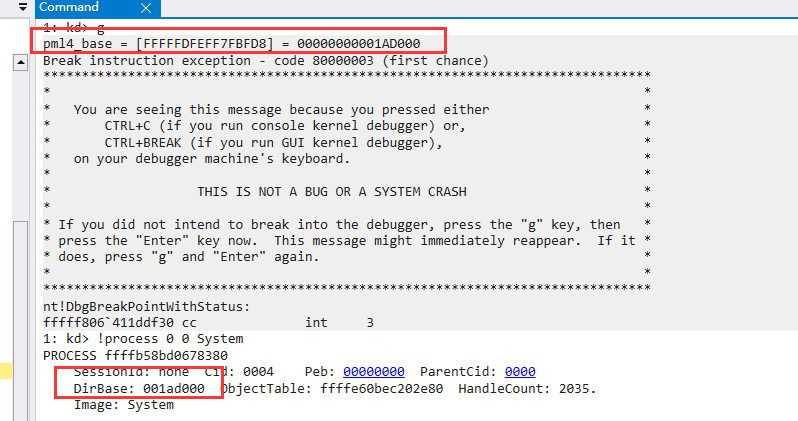 Command
1: kd> g
pml4_base = [FFFFFDFEFF7FBFD8] = 00000000001AD000
Break instruction exception - code 80000003 (first chance)
*******************************************************************************
*                                                                             *
*   You are seeing this message because you pressed either                    *
*       CTRL+C (if you run console kernel debugger) or,                       *
*       CTRL+BREAK (if you run GUI kernel debugger),                          *
*   on your debugger machine's keyboard.                                      *
*                                                                             *
*                   THIS IS NOT A BUG OR A SYSTEM CRASH                       *
*                                                                             *
* If you did not intend to break into the debugger, press the "g" key, then   *
* press the "Enter" key now.  This message might immediately reappear.  If it *
* does, press "g" and "Enter" again.                                          *
*                                                                             *
*******************************************************************************
nt!DbgBreakPointWithStatus:
fffff806`411ddf30 cc              int     3
1: kd> !process 0 0 System
PROCESS ffffb58bd0678380
    SessionId: none  Cid: 0004    Peb: 00000000  ParentCid: 0000
    DirBase: 001ad000  ObjectTable: ffffe60bec202e80  HandleCount: 2035.
    Image: System